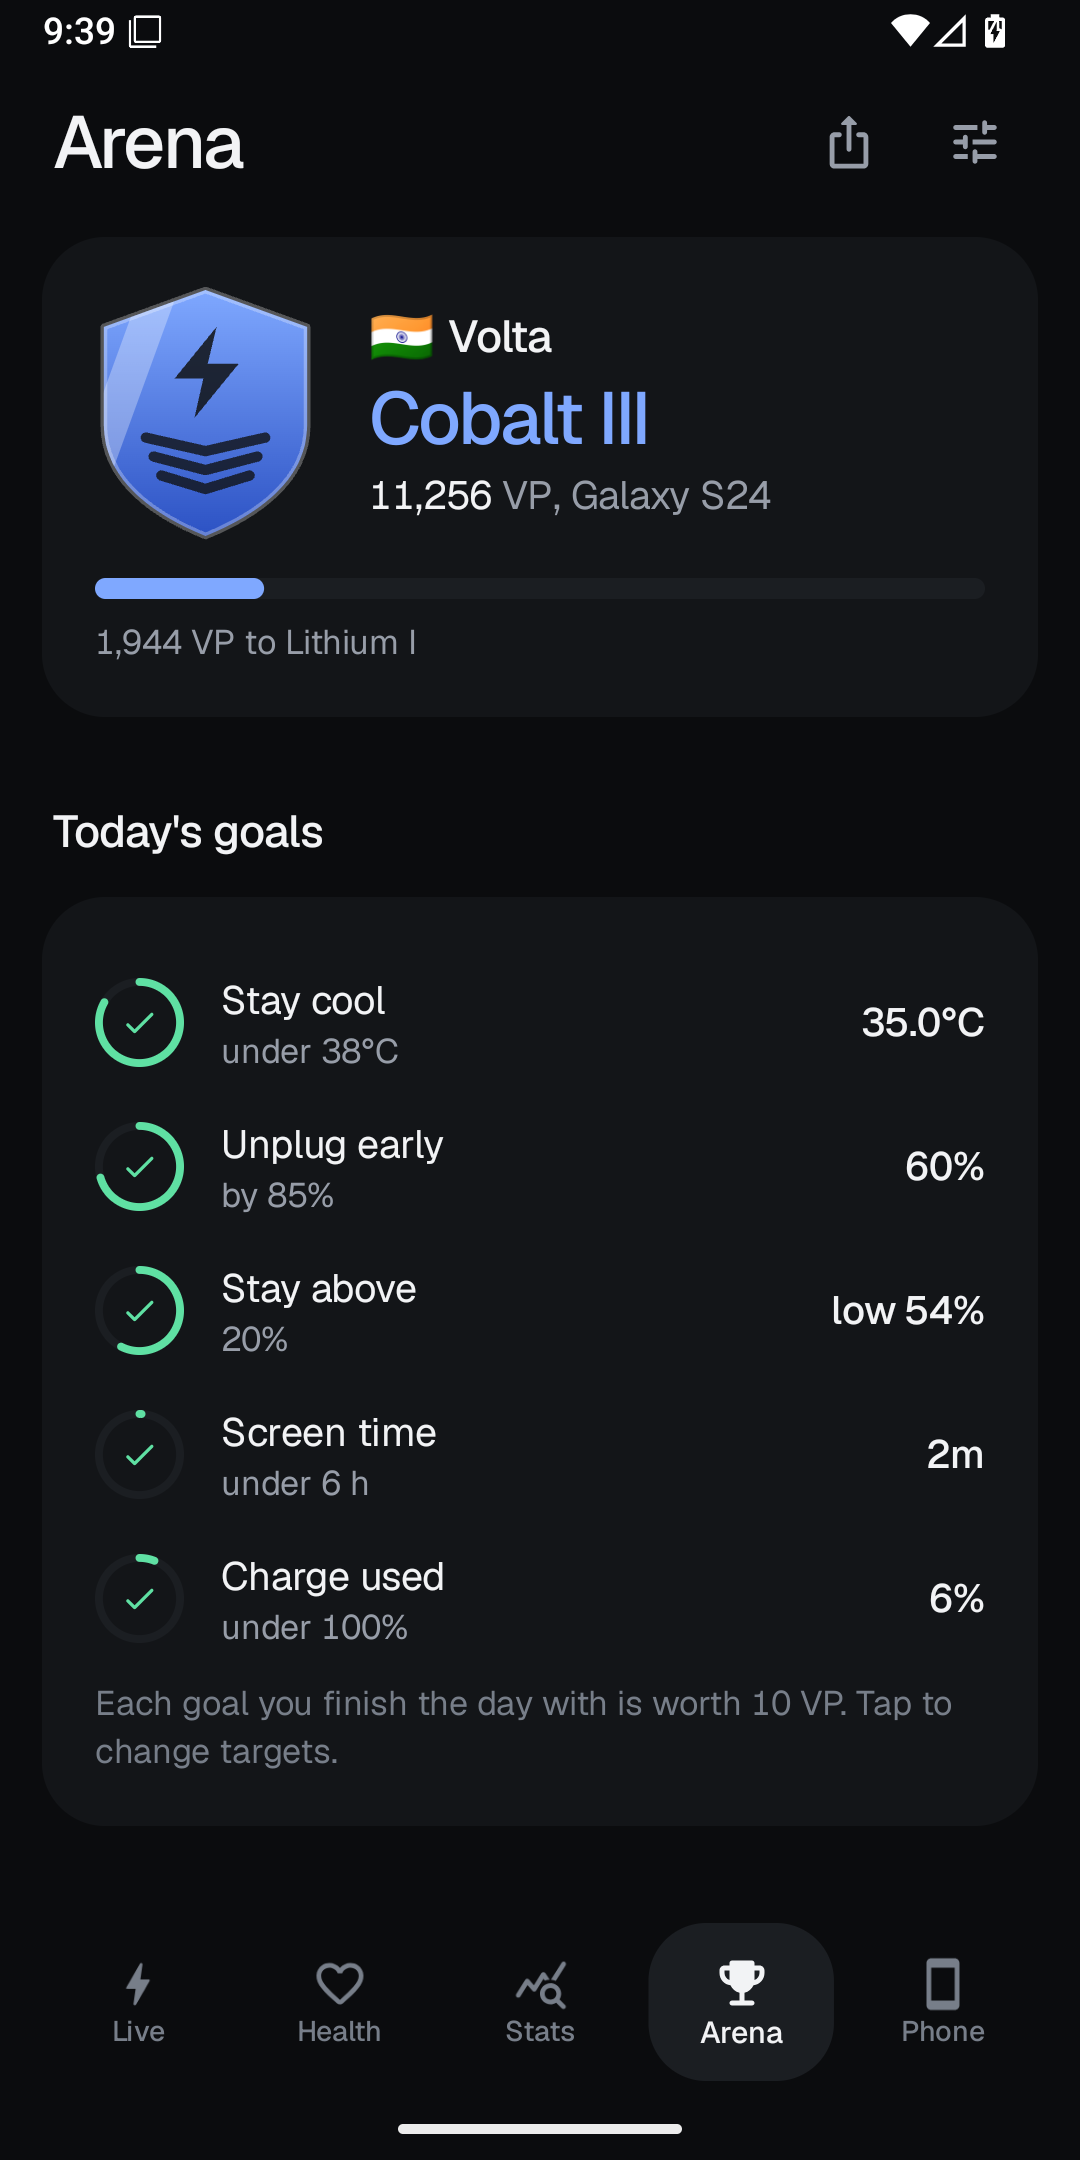 9:39
Arena
🇮🇳 Volta
Cobalt III
11,256 VP, Galaxy S24
1,944 VP to Lithium I
Today's goals
Stay cool
under 38°C
35.0°C
Unplug early
by 85%
60%
Stay above
20%
low 54%
Screen time
under 6 h
2m
Charge used
under 100%
6%
Each goal you finish the day with is worth 10 VP. Tap to
change targets.
Live
Health
Stats
Arena
Phone